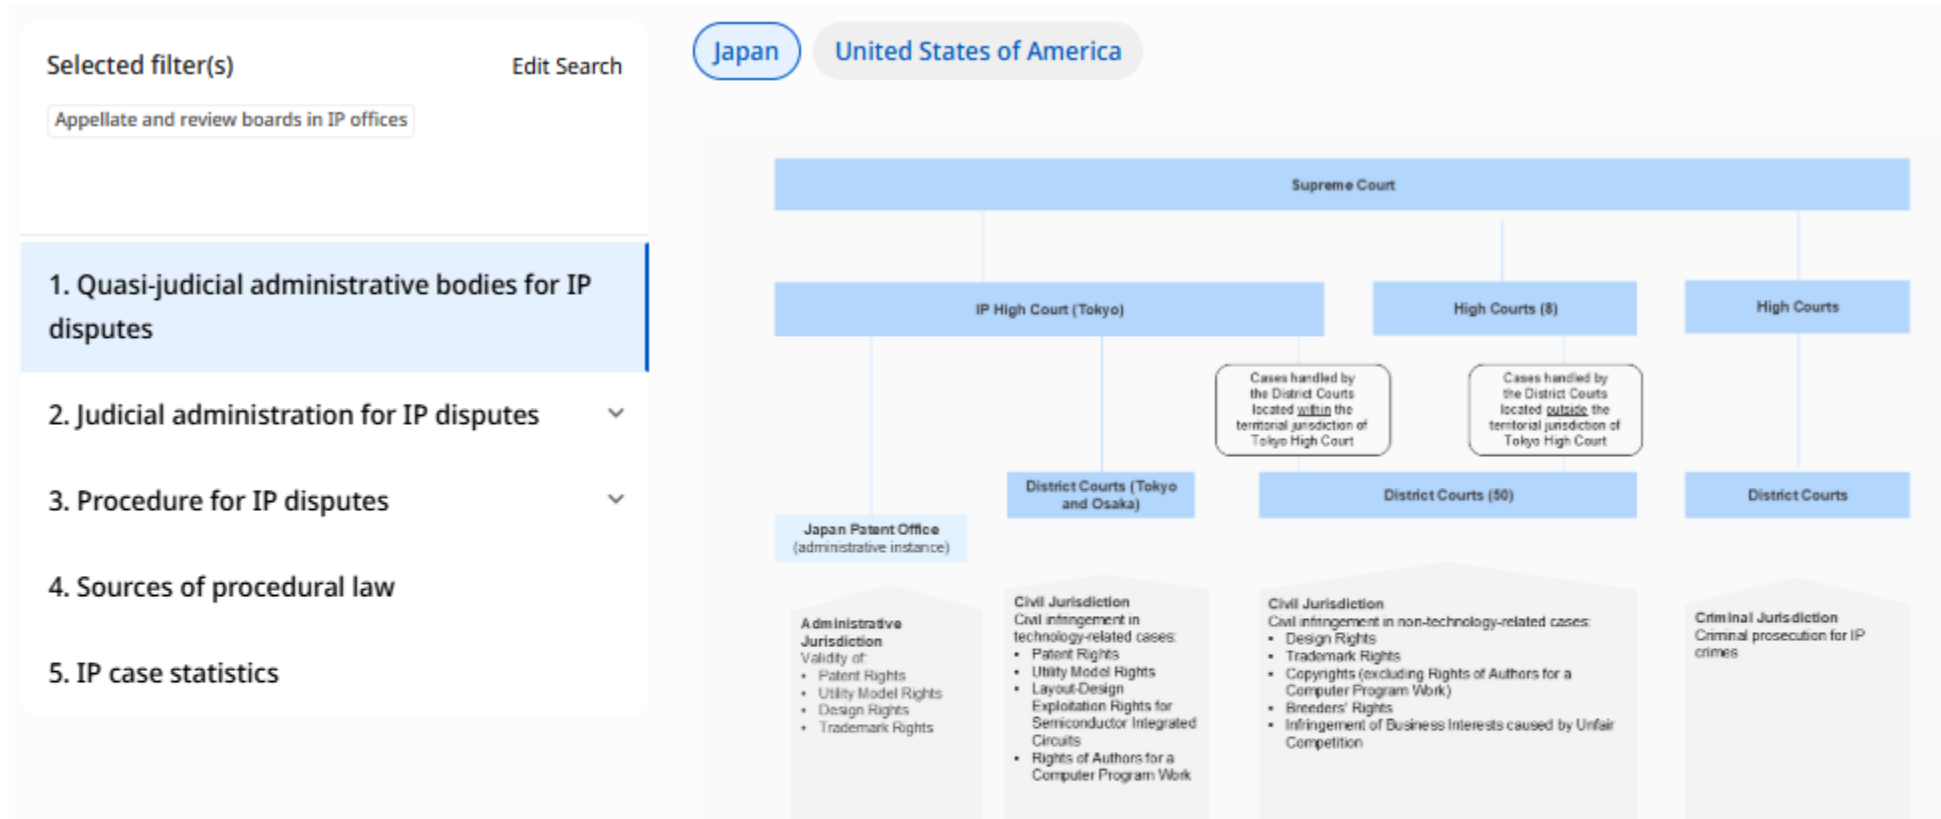 Selected filter(s)
Edit Search
Appellate and review boards in IP offices
1. Quasi-judicial administrative bodies for IP
disputes
2. Judicial administration for IP disputes
3. Procedure for IP disputes
4. Sources of procedural law
5. IP case statistics
Japan
United States of America
Supreme Court
IP High Court (Tokyo)
High Courts (8)
High Courts
Cases handled by
the District Courts
located within the
territorial jurisdiction of
Tokyo High Court
Cases handled by
the District Courts
located outside the
territorial jurisdiction of
Tokyo High Court
District Courts (Tokyo
and Osaka)
District Courts (50)
District Courts
Japan Patent Office
(administrative instance)
Administrative
Jurisdiction
Validity of:
• Patent Rights
• Utility Model Rights
• Design Rights
• Trademark Rights
Civil Jurisdiction
Civil infringement in
technology-related cases:
• Patent Rights
• Utility Model Rights
• Layout-Design
Exploitation Rights for
Semiconductor Integrated
Circuits
• Rights of Authors for a
Computer Program Work
Civil Jurisdiction
Civil infringement in non-technology-related cases:
• Design Rights
• Trademark Rights
• Copyrights (excluding Rights of Authors for a
Computer Program Work)
• Breeders' Rights
• Infringement of Business Interests caused by Unfair
Competition
Criminal Jurisdiction
Criminal prosecution for IP
crimes